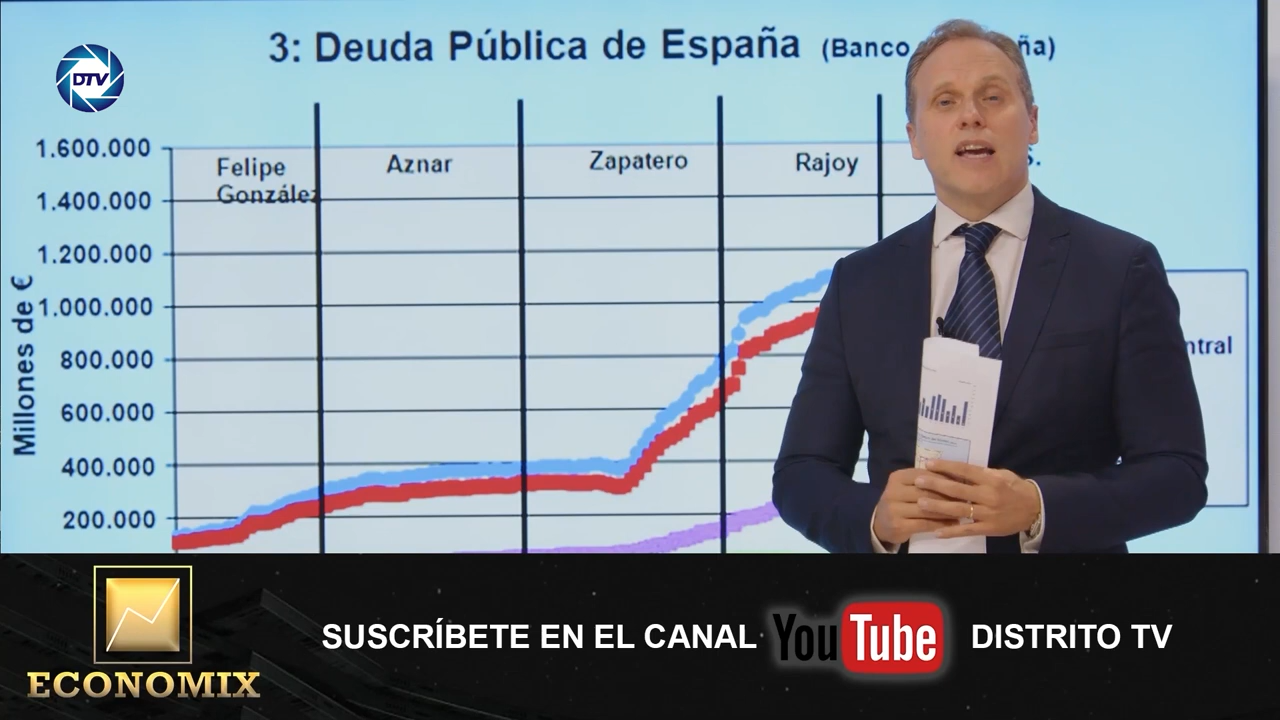 3: Deuda Pública de España (Banco ña)
DTV
1.600.000
1.400.000
1.200.000
1.000.000
800.000
600.000
400.000
200.000
Millones de €
Felipe
González
Aznar
Zapatero
Rajoy
S.
ntral
SUSCRÍBETE EN EL CANAL YouTube DISTRITO TV
ECONOMIX